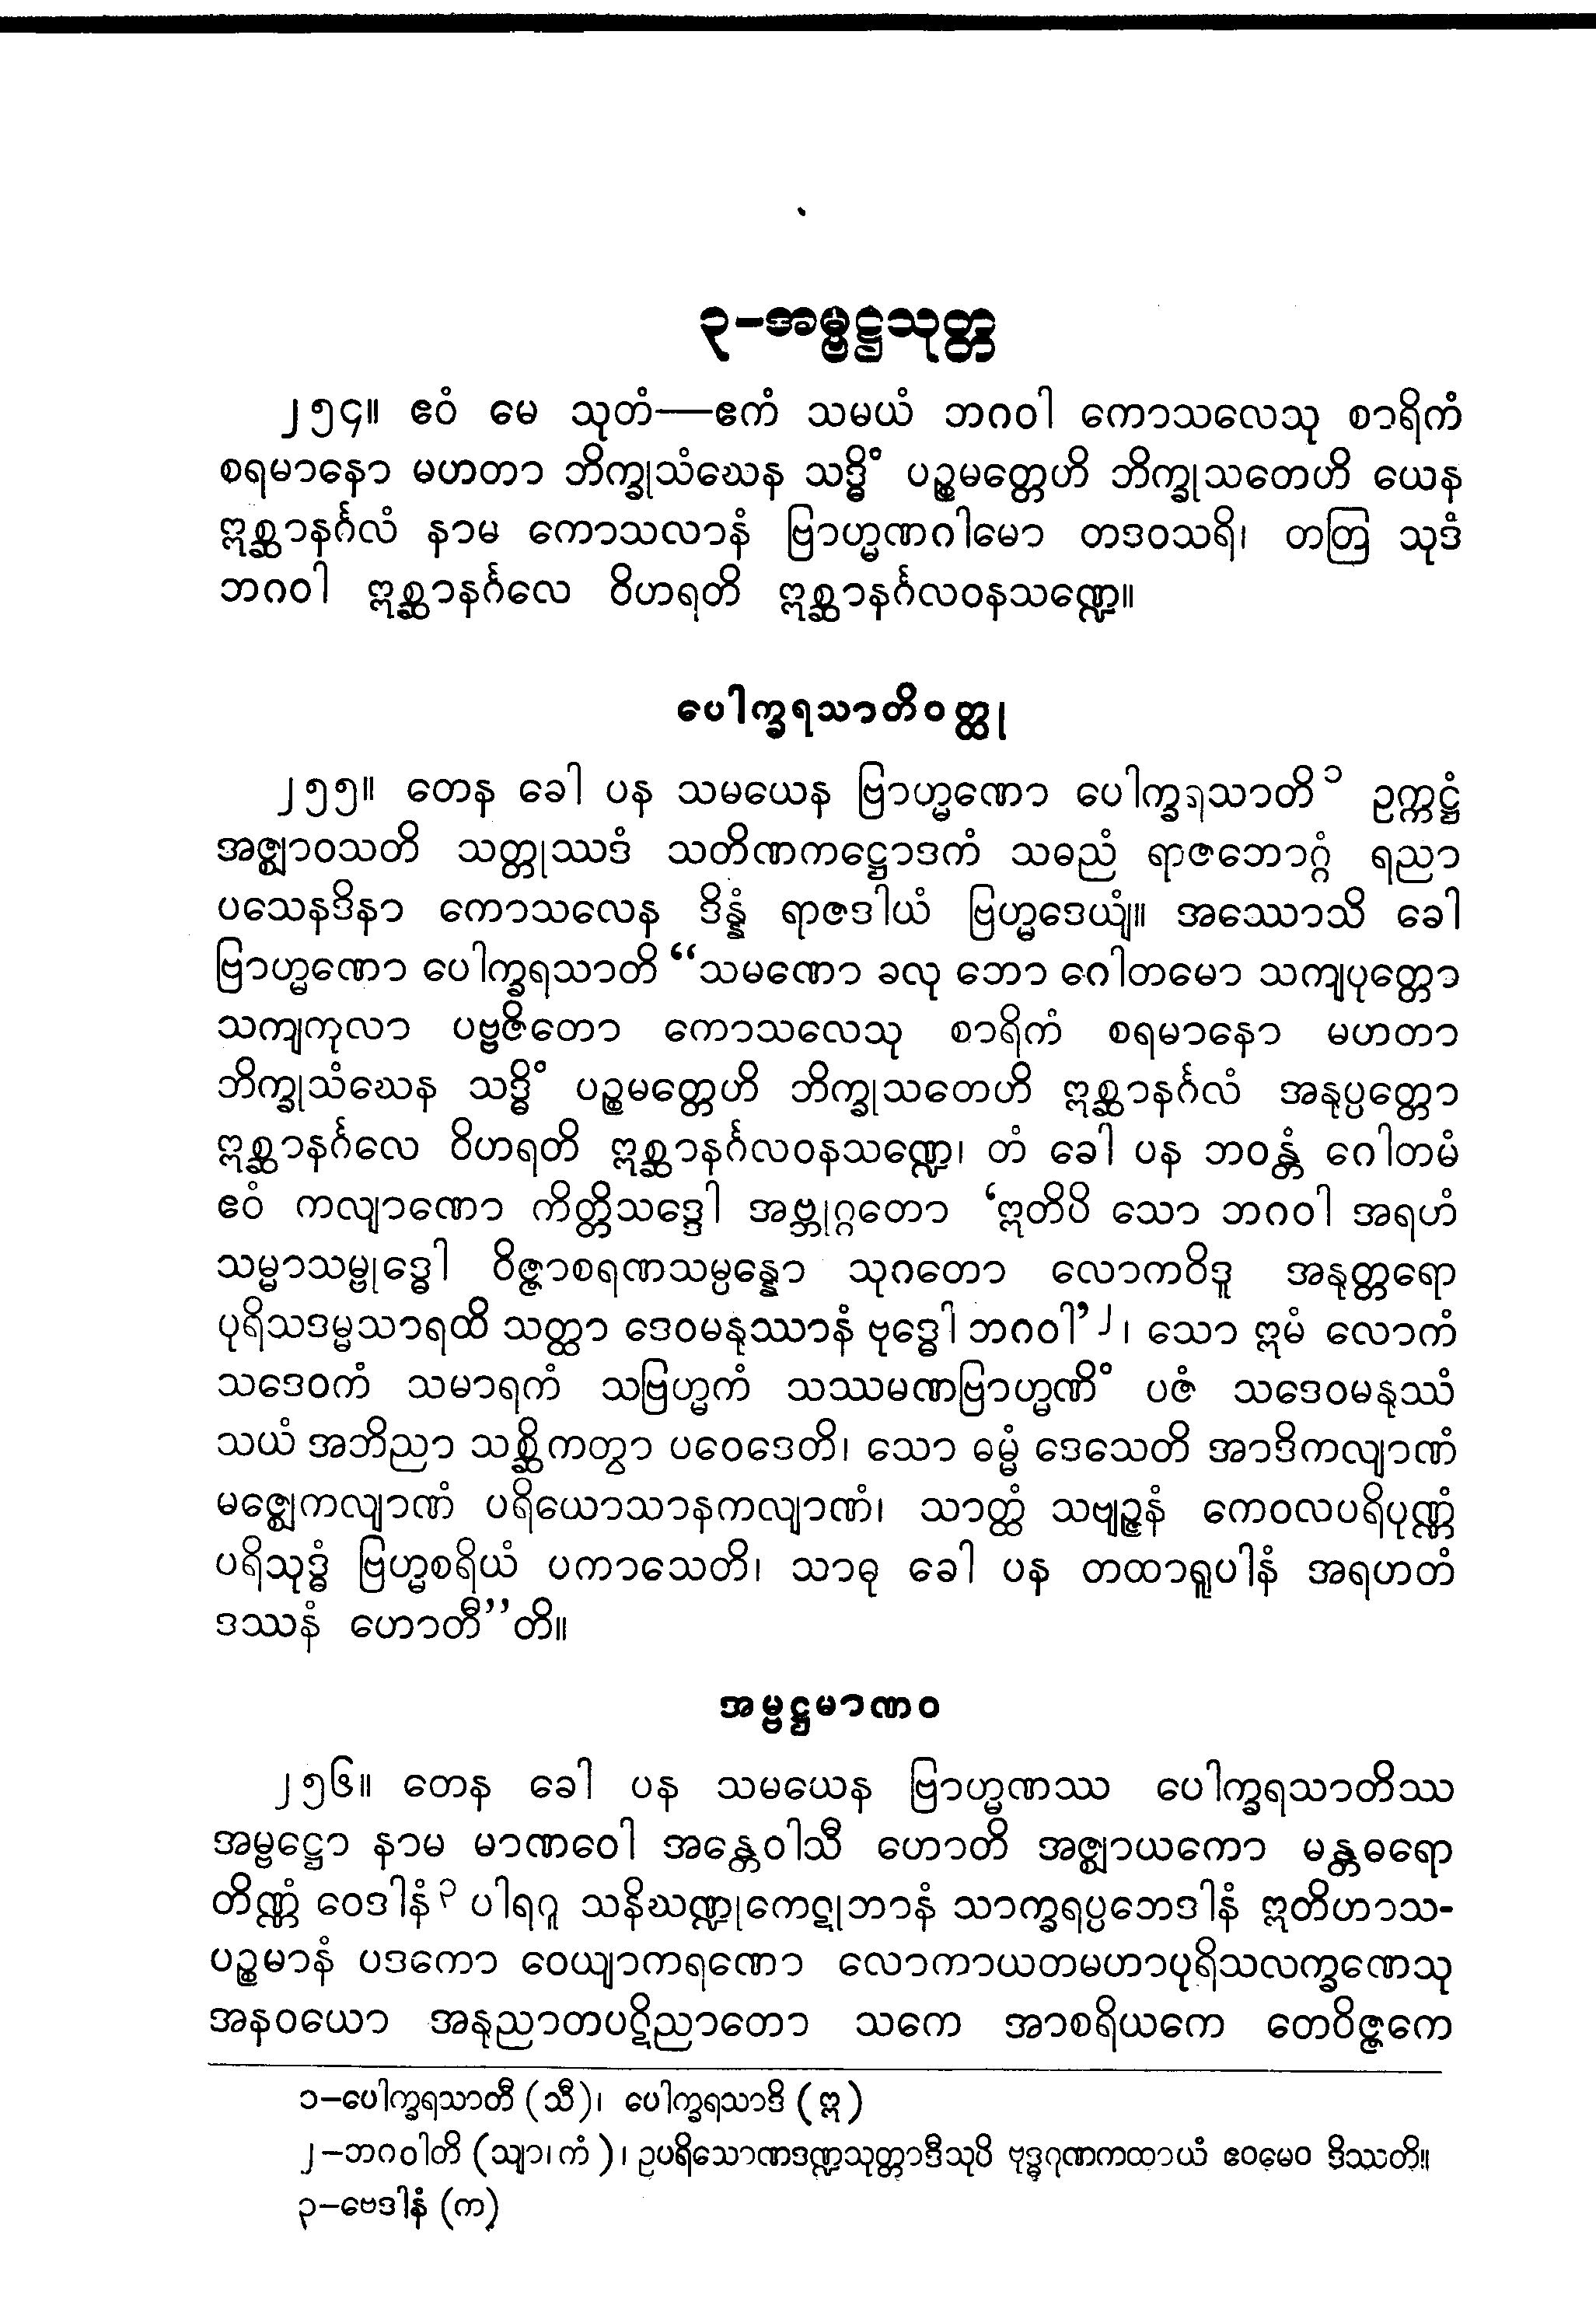 ၃-အမ္ဗဋ္ဌသုတ္တ
၂၅၄။ ဧဝံ မေ သုတံ—ဧကံ သမယံ ဘဂဝါ ကောသလေသု စာရိကံ
စရမာနော မဟတာ ဘိက္ခုသံဃေန သဒ္ဓိံ ပဉ္စမတ္တေဟိ ဘိက္ခုသတေဟိ ယေန
ဣစ္ဆာနင်္ဂလံ နာမ ကောသလာနံ ဗြာဟ္မဏဂါမော တဒဝသရိ၊ တတြ သုဒံ
ဘဂဝါ ဣစ္ဆာနင်္ဂလေ ဝိဟရတိ ဣစ္ဆာနင်္ဂလဝနသဏ္ဍေ။
ပေါက္ခရသာတိဝတ္ထု
၂၅၅။ တေန ခေါ ပန သမယေန ဗြာဟ္မဏော ပေါက္ခရသာတိ ၁ ဥက္ကဋ္ဌံ
အဇ္ဈာဝသတိ သတ္တုဿဒံ သတိဏကဋ္ဌောဒကံ သဓညံ ရာဇဘောဂ္ဂံ ရညာ
ပသေနဒိနာ ကောသလေန ဒိန္နံ ရာဇဒါယံ ဗြဟ္မဒေယျံ။ အဿောသိ ခေါ
ဗြာဟ္မဏော ပေါက္ခရသာတိ “သမဏော ခလု ဘော ဂေါတမော သကျပုတ္တော
သကျကုလာ ပဗ္ဗဇိတော ကောသလေသု စာရိကံ စရမာနော မဟတာ
ဘိက္ခုသံဃေန သဒ္ဓိံ ပဉ္စမတ္တေဟိ ဘိက္ခုသတေဟိ ဣစ္ဆာနင်္ဂလံ အနုပ္ပတ္တော
ဣစ္ဆာနင်္ဂလေ ဝိဟရတိ ဣစ္ဆာနင်္ဂလဝနသဏ္ဍေ၊ တံ ခေါ ပန ဘဝန္တံ ဂေါတမံ
ဧဝံ ကလျာဏော ကိတ္တိသဒ္ဒေါ အဗ္ဘုဂ္ဂတော ‘ဣတိပိ သော ဘဂဝါ အရဟံ
သမ္မာသမ္ဗုဒ္ဓေါ ဝိဇ္ဇာစရဏသမ္ပန္နော သုဂတော လောကဝိဒူ အနုတ္တရော
ပုရိသဒမ္မသာရထိ သတ္ထာ ဒေဝမနုဿာနံ ဗုဒ္ဓေါ ဘဂဝါ’ ၂၊ သော ဣမံ လောကံ
သဒေဝကံ သမာရကံ သဗြဟ္မကံ သဿမဏဗြာဟ္မဏိံ ပဇံ သဒေဝမနုဿံ
သယံ အဘိညာ သစ္ဆိကတွာ ပဝေဒေတိ၊ သော ဓမ္မံ ဒေသေတိ အာဒိကလျာဏံ
မဇ္ဈေကလျာဏံ ပရိယောသာနကလျာဏံ၊ သာတ္ထံ သဗျဉ္ဇနံ ကေဝလပရိပုဏ္ဏံ
ပရိသုဒ္ဓံ ဗြဟ္မစရိယံ ပကာသေတိ၊ သာဓု ခေါ ပန တထာရူပါနံ အရဟတံ
ဒဿနံ ဟောတီ”တိ။
အမ္ဗဋ္ဌမာဏဝ
၂၅၆။ တေန ခေါ ပန သမယေန ဗြာဟ္မဏဿ ပေါက္ခရသာတိဿ
အမ္ဗဋ္ဌော နာမ မာဏဝေါ အန္တေဝါသီ ဟောတိ အဇ္ဈာယကော မန္တဓရော
တိဏ္ဏံ ဝေဒါနံ ၃ ပါရဂူ သနိဃဏ္ဍုကေဋုဘာနံ သာက္ခရပ္ပဘေဒါနံ ဣတိဟာသ-
ပဉ္စမာနံ ပဒကော ဝေယျာကရဏော လောကာယတမဟာပုရိသလက္ခဏေသု
အနဝယော အနုညာတပဋိညာတော သကေ အာစရိယကေ တေဝိဇ္ဇကေ
၁-ပေါက္ခရသာတီ (သီ)၊ ပေါက္ခရသာဒိ (ဣ)
၂-ဘဂဝါတိ (သျာ၊ ကံ)၊ ဥပရိသောဏဒဏ္ဍသုတ္တာဒီသုပိ ဗုဒ္ဓဂုဏကထာယံ ဧဝမေဝ ဒိဿတိ။
၃-ဗေဒါနံ (က)